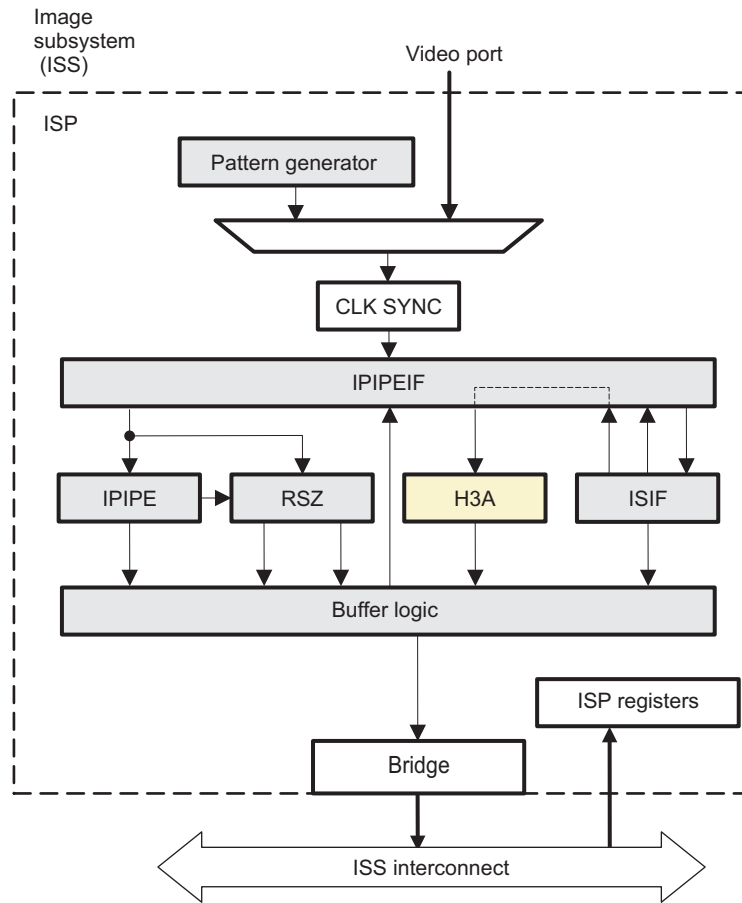 Image
subsystem
(ISS)
Video port
ISP
Pattern generator
CLK SYNC
IPIPEIF
IPIPE
RSZ
H3A
ISIF
Buffer logic
ISP registers
Bridge
ISS interconnect